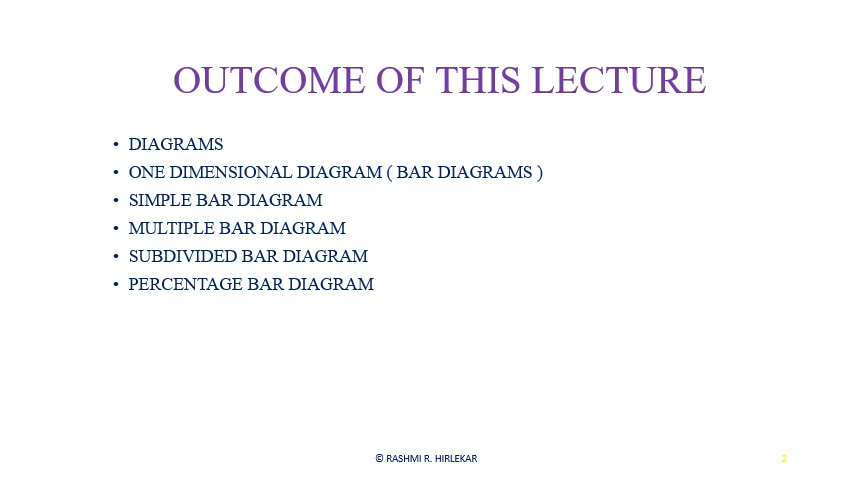 OUTCOME OF THIS LECTURE
• DIAGRAMS
• ONE DIMENSIONAL DIAGRAM ( BAR DIAGRAMS )
• SIMPLE BAR DIAGRAM
• MULTIPLE BAR DIAGRAM
• SUBDIVIDED BAR DIAGRAM
• PERCENTAGE BAR DIAGRAM
© RASHMI R. HIRLEKAR
2